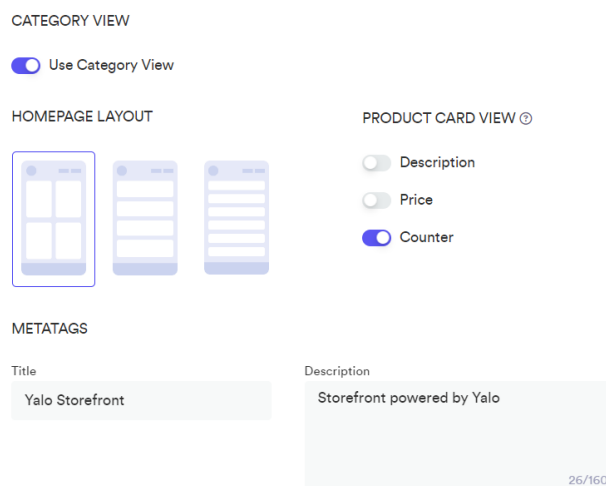 CATEGORY VIEW
Use Category View
HOMEPAGE LAYOUT
PRODUCT CARD VIEW ?
Description
Price
Counter
METATAGS
Title
Description
Yalo Storefront
Storefront powered by Yalo
26/160